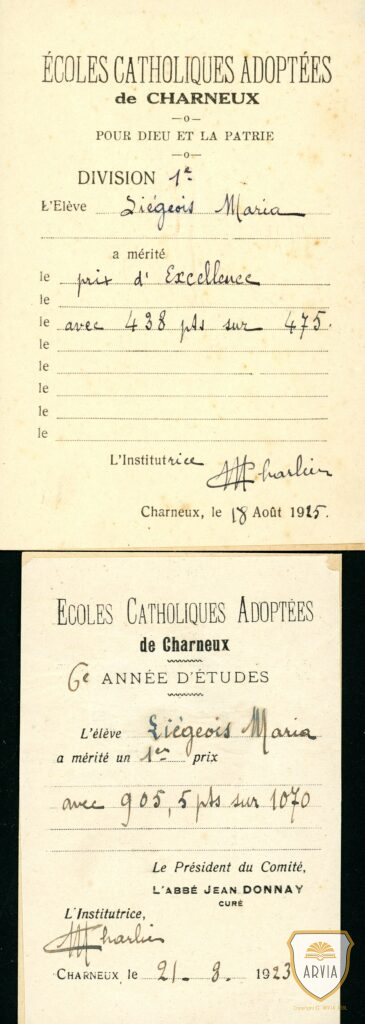 ÉCOLES CATHOLIQUES ADOPTÉES
de CHARNEUX
—o—
POUR DIEU ET LA PATRIE
—o—
DIVISION 1e
L'Elève Liégeois Maria
a mérité
le prix d'Excellence
le
le avec 438 pts sur 475.
le
le
le
le
le
L'Institutrice
M Charlier
Charneux, le 18 Août 1925.
ECOLES CATHOLIQUES ADOPTÉES
de Charneux
6e ANNÉE D'ÉTUDES
L'élève Liégeois Maria
a mérité un 1er prix
avec 905,5 pts sur 1070
Le Président du Comité,
L'ABBÉ JEAN DONNAY
CURÉ
L'Institutrice,
M Charlier
CHARNEUX le 21. 8. 1923
ARVIA